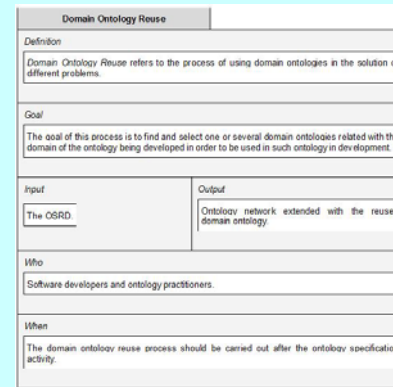 Domain Ontology Reuse
Definition
Domain Ontology Reuse refers to the process of using domain ontologies in the solution
different problems.
Goal
The goal of this process is to find and select one or several domain ontologies related with
domain of the ontology being developed in order to be used in such ontology in development.
Input
The OSRD.
Output
Ontology network extended with the reuse
domain ontology.
Who
Software developers and ontology practitioners.
When
The domain ontology reuse process should be carried out after the ontology specificatio
activity.